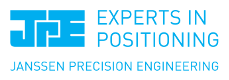 JPE
EXPERTS IN
POSITIONING
JANSSEN PRECISION ENGINEERING